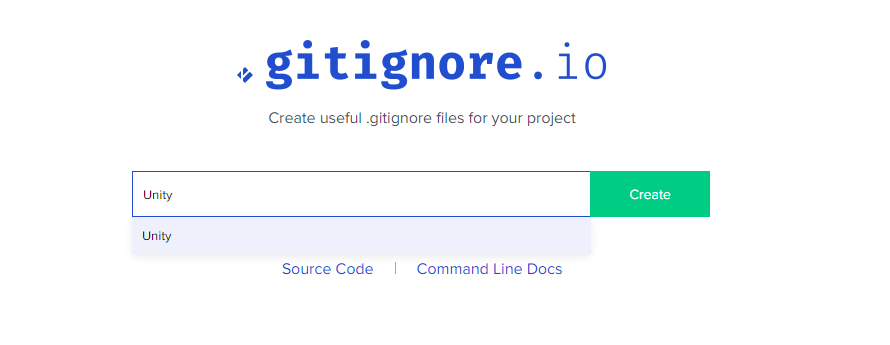 gitignore.io
Create useful .gitignore files for your project
Unity
Create
Unity
Source Code | Command Line Docs